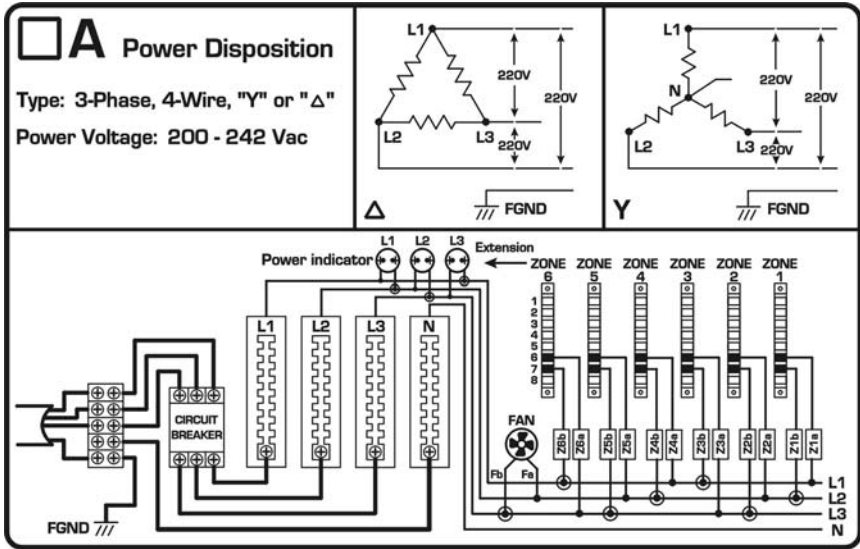 A Power Disposition
Type: 3-Phase, 4-Wire, "Y" or "Δ"
Power Voltage: 200 - 242 Vac
L1
220V
220V
L2
L3
220V
FGND
Δ
L1
N
220V
220V
L2
L3
220V
FGND
Y
Power indicator
L1 L2 L3
Extension
ZONE ZONE ZONE ZONE ZONE ZONE
6 5 4 3 2 1
1
2
3
4
5
6
7
8
L1 L2 L3 N
CIRCUIT
BREAKER
FAN
Fb Fa
Z6b Z6a Z5b Z5a Z4b Z4a Z3b Z3a Z2b Z2a Z1b Z1a
L1
L2
L3
N
FGND